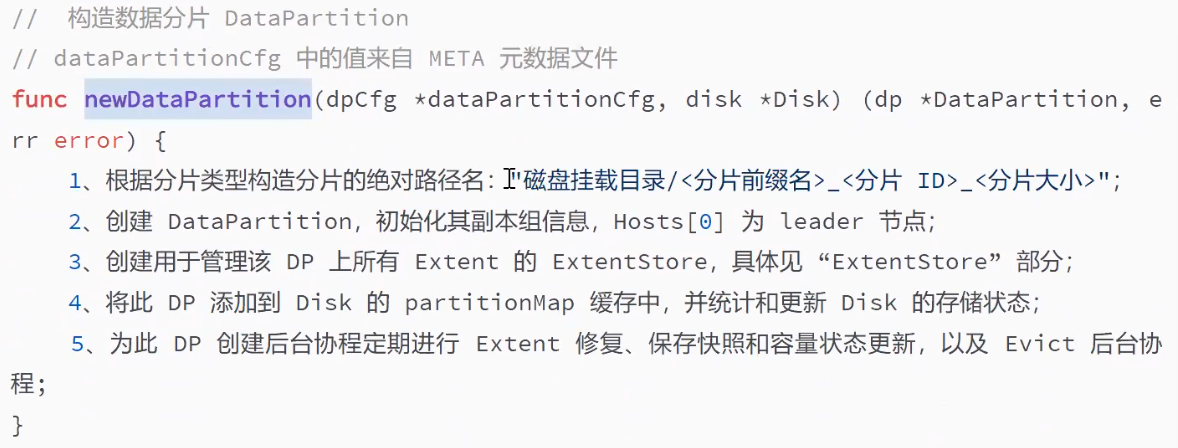 //  构造数据分片 DataPartition
// dataPartitionCfg 中的值来自 META 元数据文件
func newDataPartition(dpCfg *dataPartitionCfg, disk *Disk) (dp *DataPartition, e
rr error) {
1、根据分片类型构造分片的绝对路径名："磁盘挂载目录/<分片前缀名>_<分片 ID>_<分片大小>"；
2、创建 DataPartition，初始化其副本组信息，Hosts[0] 为 leader 节点；
3、创建用于管理该 DP 上所有 Extent 的 ExtentStore，具体见 “ExtentStore” 部分；
4、将此 DP 添加到 Disk 的 partitionMap 缓存中，并统计和更新 Disk 的存储状态；
5、为此 DP 创建后台协程定期进行 Extent 修复、保存快照和容量状态更新，以及 Evict 后台协
程；
}